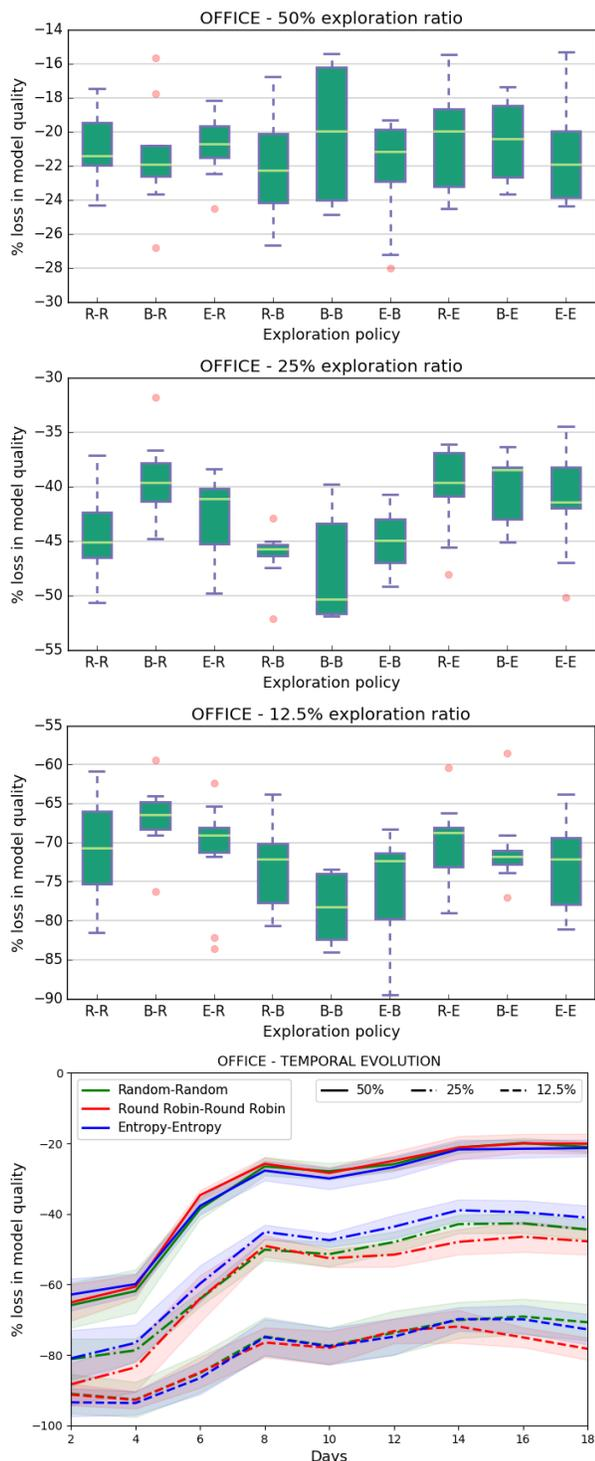 OFFICE - 50% exploration ratio
−14
−16
−18
−20
−22
−24
−26
−28
−30
% loss in model quality
R-R B-R E-R R-B B-B E-B R-E B-E E-E
Exploration policy
OFFICE - 25% exploration ratio
−30
−35
−40
−45
−50
−55
% loss in model quality
R-R B-R E-R R-B B-B E-B R-E B-E E-E
Exploration policy
OFFICE - 12.5% exploration ratio
−55
−60
−65
−70
−75
−80
−85
−90
% loss in model quality
R-R B-R E-R R-B B-B E-B R-E B-E E-E
Exploration policy
OFFICE - TEMPORAL EVOLUTION
Random-Random
Round Robin-Round Robin
Entropy-Entropy
50% 25% 12.5%
0
−20
−40
−60
−80
−100
% loss in model quality
2 4 6 8 10 12 14 16 18
Days